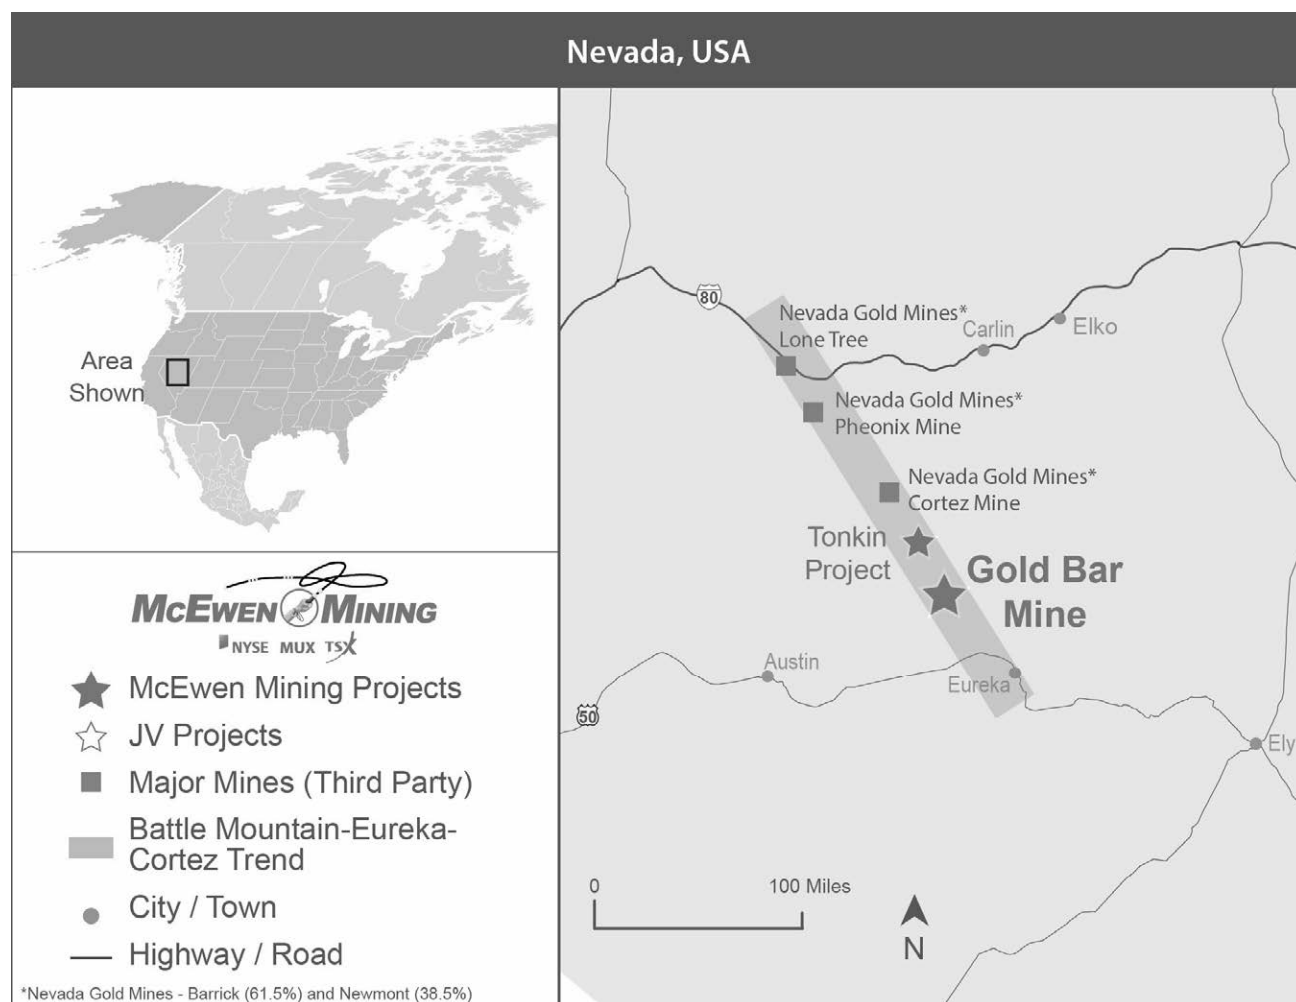 Nevada, USA
Area
Shown
McEWEN MINING
NYSE MUX TSX
McEwen Mining Projects
JV Projects
Major Mines (Third Party)
Battle Mountain-Eureka-
Cortez Trend
City / Town
Highway / Road
*Nevada Gold Mines - Barrick (61.5%) and Newmont (38.5%)
80
Nevada Gold Mines*
Lone Tree
Carlin
Elko
Nevada Gold Mines*
Pheonix Mine
Nevada Gold Mines*
Cortez Mine
Tonkin
Project
Gold Bar
Mine
Austin
Eureka
50
Ely
0
100 Miles
N